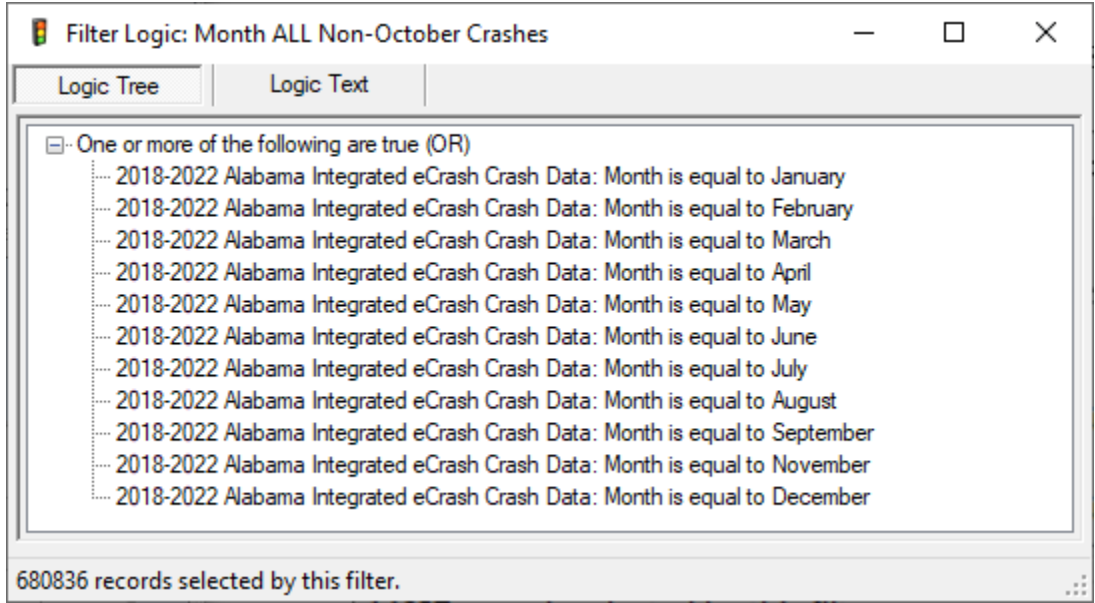 Filter Logic: Month ALL Non-October Crashes
Logic Tree
Logic Text
One or more of the following are true (OR)
2018-2022 Alabama Integrated eCrash Crash Data: Month is equal to January
2018-2022 Alabama Integrated eCrash Crash Data: Month is equal to February
2018-2022 Alabama Integrated eCrash Crash Data: Month is equal to March
2018-2022 Alabama Integrated eCrash Crash Data: Month is equal to April
2018-2022 Alabama Integrated eCrash Crash Data: Month is equal to May
2018-2022 Alabama Integrated eCrash Crash Data: Month is equal to June
2018-2022 Alabama Integrated eCrash Crash Data: Month is equal to July
2018-2022 Alabama Integrated eCrash Crash Data: Month is equal to August
2018-2022 Alabama Integrated eCrash Crash Data: Month is equal to September
2018-2022 Alabama Integrated eCrash Crash Data: Month is equal to November
2018-2022 Alabama Integrated eCrash Crash Data: Month is equal to December
680836 records selected by this filter.